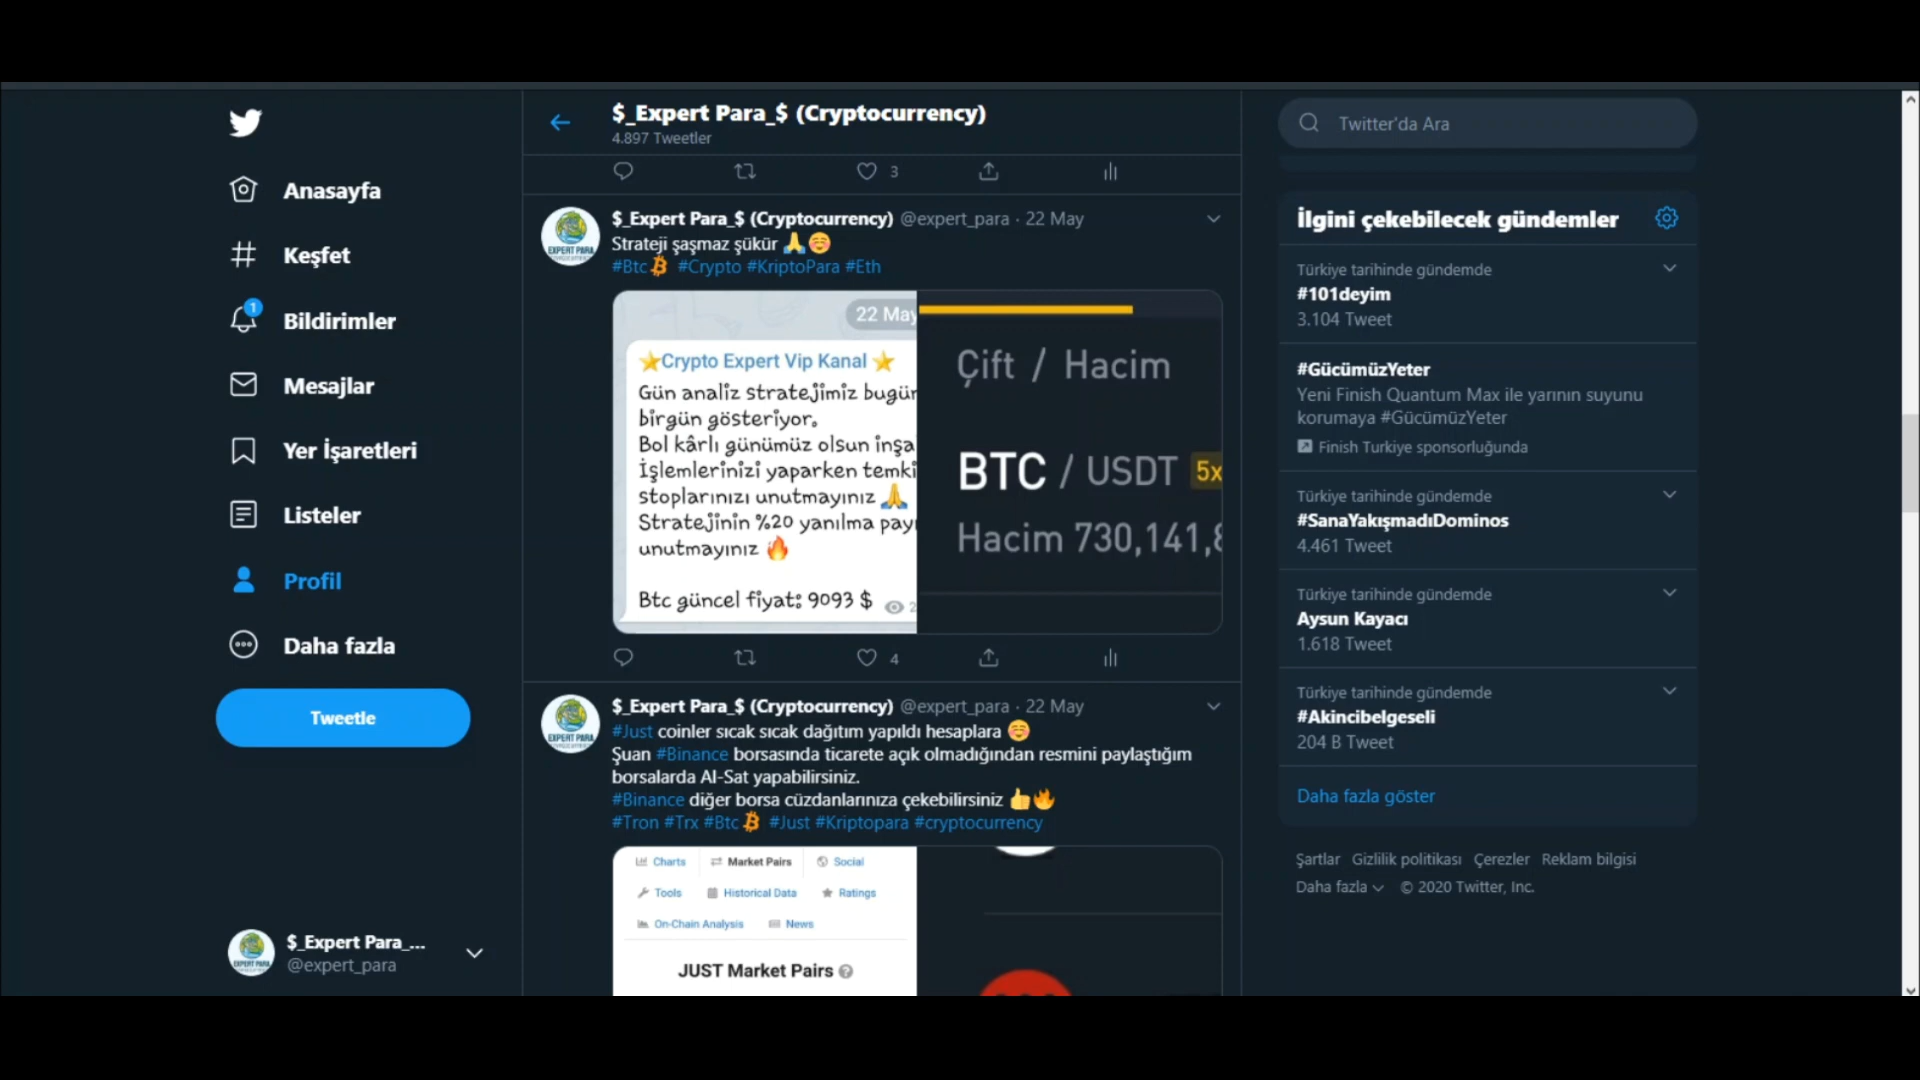 Anasayfa
Keşfet
1
Bildirimler
Mesajlar
Yer İşaretleri
Listeler
Profil
Daha fazla
Tweetle
$_Expert Para_...
@expert_para
$_Expert Para_$ (Cryptocurrency)
4.897 Tweetler
3
$_Expert Para_$ (Cryptocurrency) @expert_para · 22 May
Strateji şaşmaz şükür 🙏☺️
#Btc #Crypto #KriptoPara #Eth
22 May
⭐Crypto Expert Vip Kanal ⭐
Gün analiz stratejimiz bugün
birgün gösteriyor.
Bol kârlı günümüz olsun inşa
İşlemlerinizi yaparken temki
stoplarınızı unutmayınız 🙏
Stratejinin %20 yanılma payı
unutmayınız 🔥
Btc güncel fiyat: 9093 $
2
Çift / Hacim
BTC / USDT 5x
Hacim 730,141,8
4
$_Expert Para_$ (Cryptocurrency) @expert_para · 22 May
#Just coinler sıcak sıcak dağıtım yapıldı hesaplara ☺️
Şuan #Binance borsasında ticarete açık olmadığından resmini paylaştığım
borsalarda Al-Sat yapabilirsiniz.
#Binance diğer borsa cüzdanlarınıza çekebilirsiniz 👍🔥
#Tron #Trx #Btc #Just #Kriptopara #cryptocurrency
Charts Market Pairs Social
Tools Historical Data Ratings
On-Chain Analysis News
JUST Market Pairs
Twitter'da Ara
İlgini çekebilecek gündemler
Türkiye tarihinde gündemde
#101deyim
3.104 Tweet
#GücümüzYeter
Yeni Finish Quantum Max ile yarının suyunu
korumaya #GücümüzYeter
Finish Turkiye sponsorluğunda
Türkiye tarihinde gündemde
#SanaYakışmadıDominos
4.461 Tweet
Türkiye tarihinde gündemde
Aysun Kayacı
1.618 Tweet
Türkiye tarihinde gündemde
#Akincibelgeseli
204 B Tweet
Daha fazla göster
Şartlar Gizlilik politikası Çerezler Reklam bilgisi
Daha fazla © 2020 Twitter, Inc.